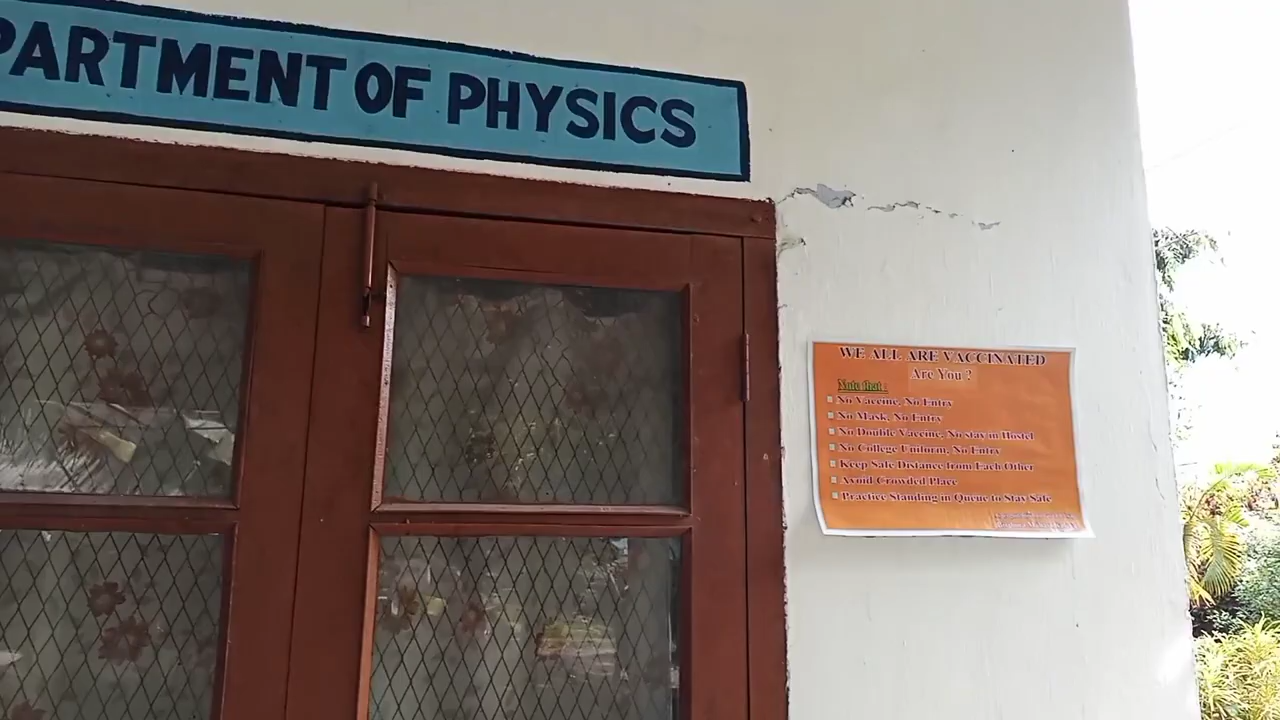 PARTMENT OF PHYSICS
WE ALL ARE VACCINATED
Are You ?
Note that :
No Vaccine, No Entry
No Mask, No Entry
No Double Vaccine, No stay in Hostel
No College Uniform, No Entry
Keep Safe Distance from Each Other
Avoid Crowded Place
Practice Standing in Queue to Stay Safe